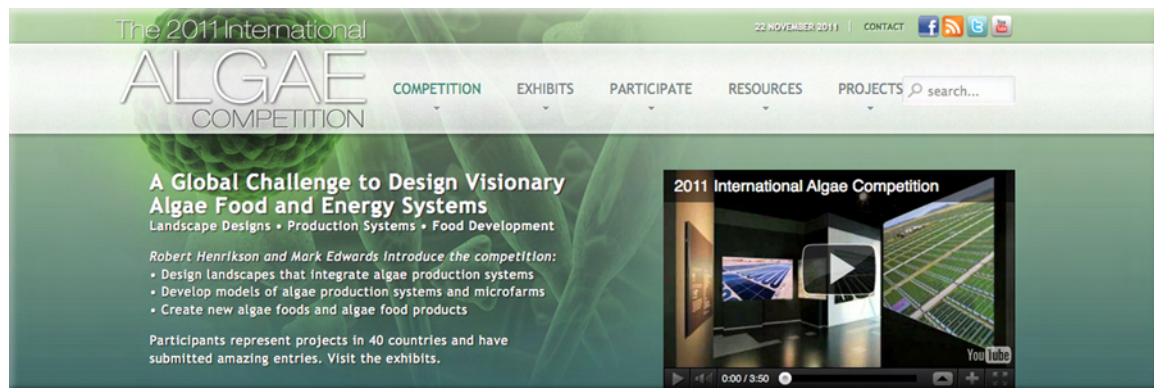 The 2011 International
ALGAE
COMPETITION
22 NOVEMBER 2011 | CONTACT
COMPETITION EXHIBITS PARTICIPATE RESOURCES PROJECTS search...
A Global Challenge to Design Visionary
Algae Food and Energy Systems
Landscape Designs • Production Systems • Food Development
Robert Henrikson and Mark Edwards introduce the competition:
• Design landscapes that integrate algae production systems
• Develop models of algae production systems and microfarms
• Create new algae foods and algae food products
Participants represent projects in 40 countries and have
submitted amazing entries. Visit the exhibits.
2011 International Algae Competition
YouTube
0:00 / 3:50